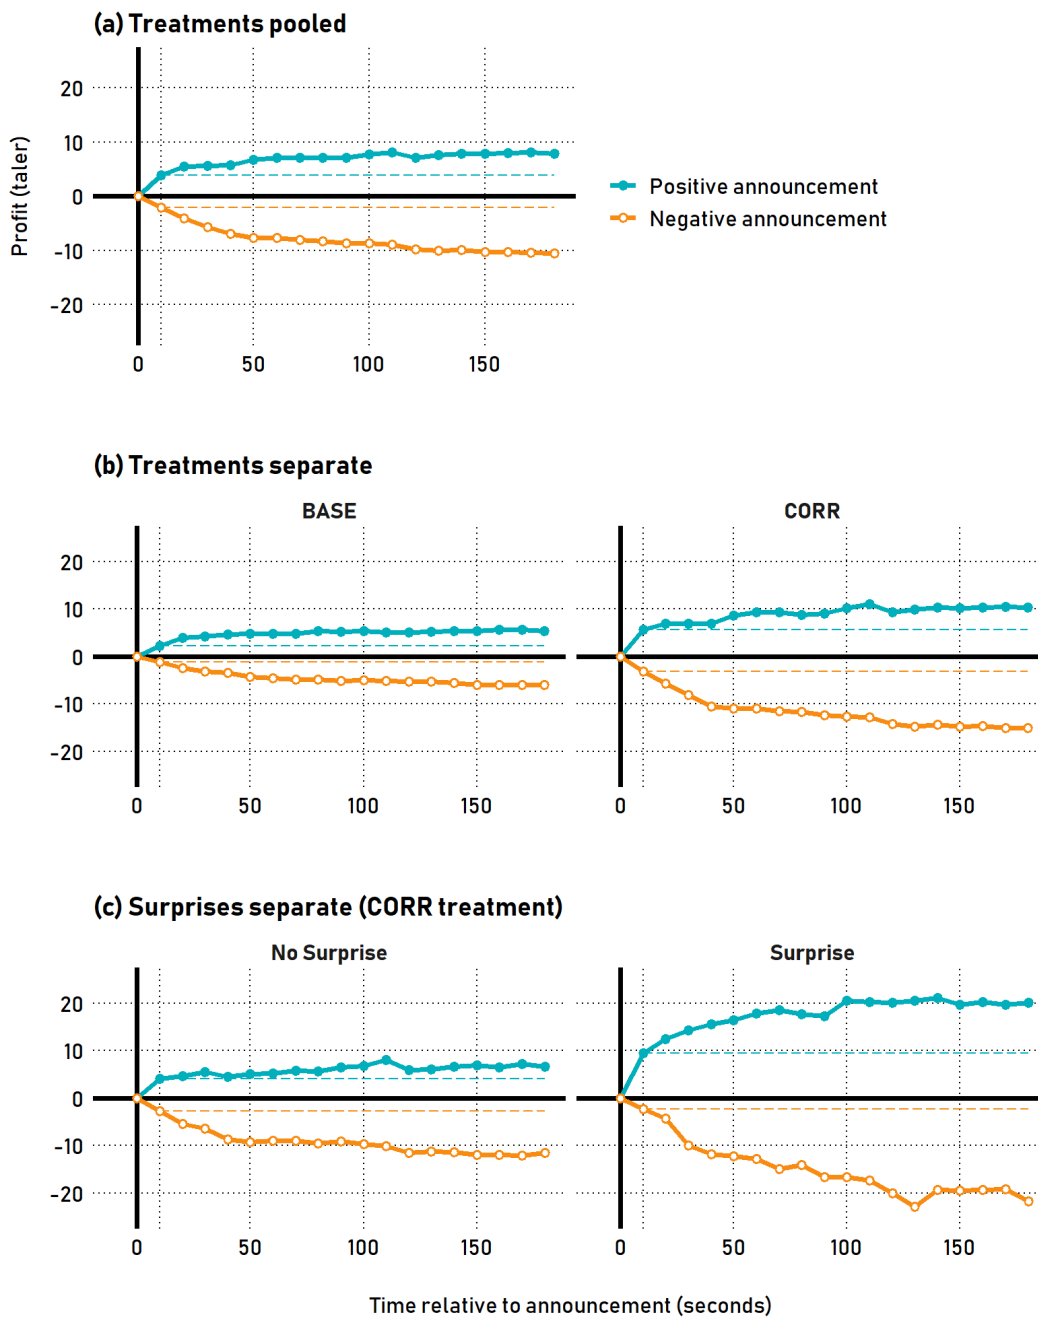 (a) Treatments pooled
20
10
0
-10
-20
Profit (taler)
0 50 100 150
Positive announcement
Negative announcement
(b) Treatments separate
BASE CORR
20
10
0
-10
-20
0 50 100 150 0 50 100 150
(c) Surprises separate (CORR treatment)
No Surprise Surprise
20
10
0
-10
-20
0 50 100 150 0 50 100 150
Time relative to announcement (seconds)